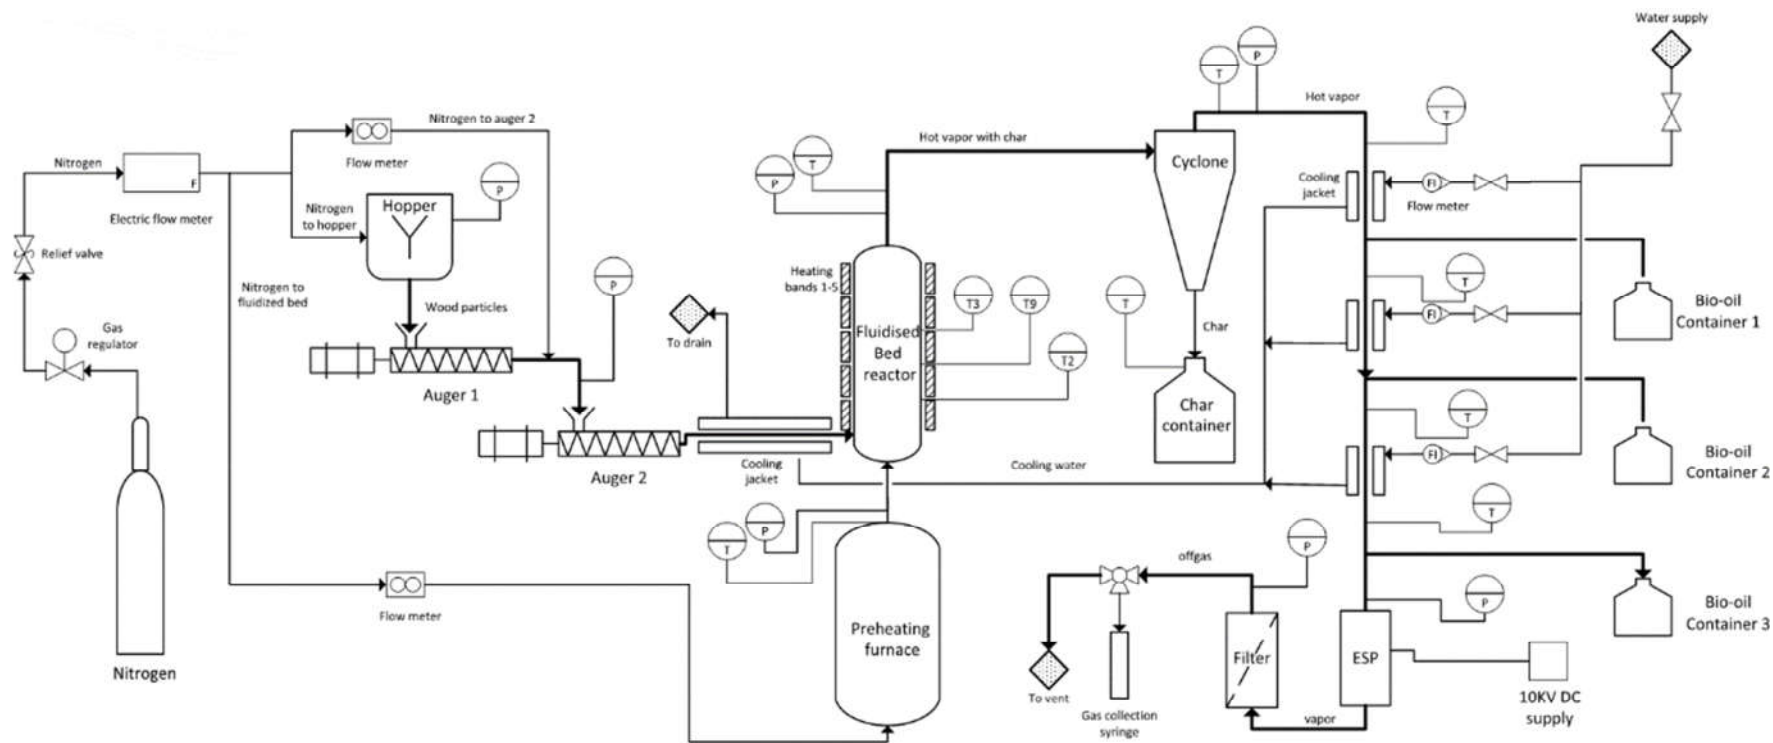 Water supply
T
P
Hot vapor
T
Nitrogen to auger 2
Hot vapor with char
Flow meter
Nitrogen
F
Electric flow meter
P
Hopper
Nitrogen
to hopper
T
P
Cyclone
Cooling
jacket
FI
Flow meter
Relief valve
Nitrogen to
fluidized bed
Wood particles
P
Heating
bands 1-5
T3
T9
T
T
Bio-oil
Container 1
FI
Gas
regulator
To drain
Fluidised
Bed
reactor
T2
Char
Auger 1
Char
container
T
Auger 2
Cooling
jacket
Cooling water
FI
Bio-oil
Container 2
P
T
T
P
offgas
Flow meter
P
Bio-oil
Container 3
Preheating
furnace
Nitrogen
To vent
Gas collection
syringe
Filter
vapor
ESP
10KV DC
supply